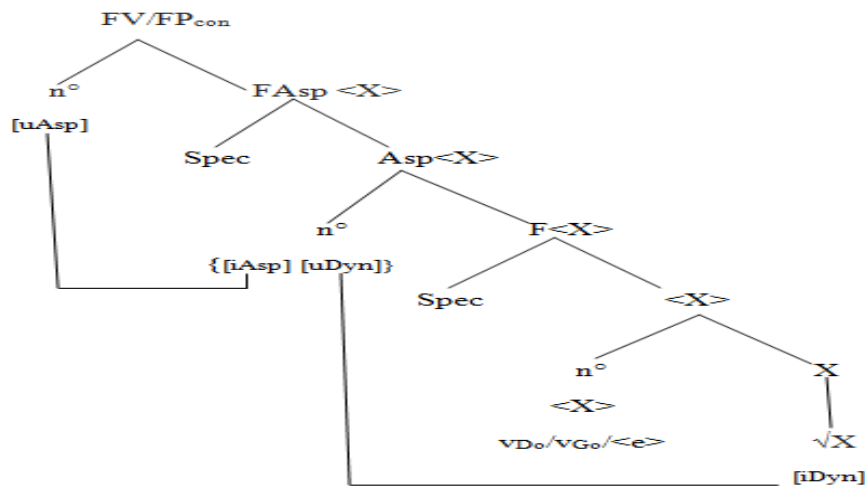 FV/FPcon
n° FAsp <X>
[uAsp]
Spec Asp<X>
n° F<X>
{[iAsp] [uDyn]}
Spec <X>
n° X
<X>
vDo/vGo/<e> √X
[iDyn]